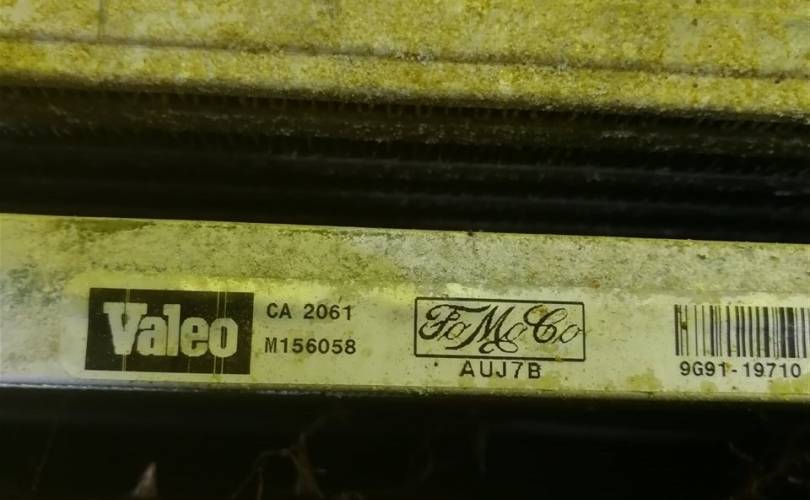 Valeo
CA 2061
M156058
FoMoCo
AUJ7B
9G91-19710